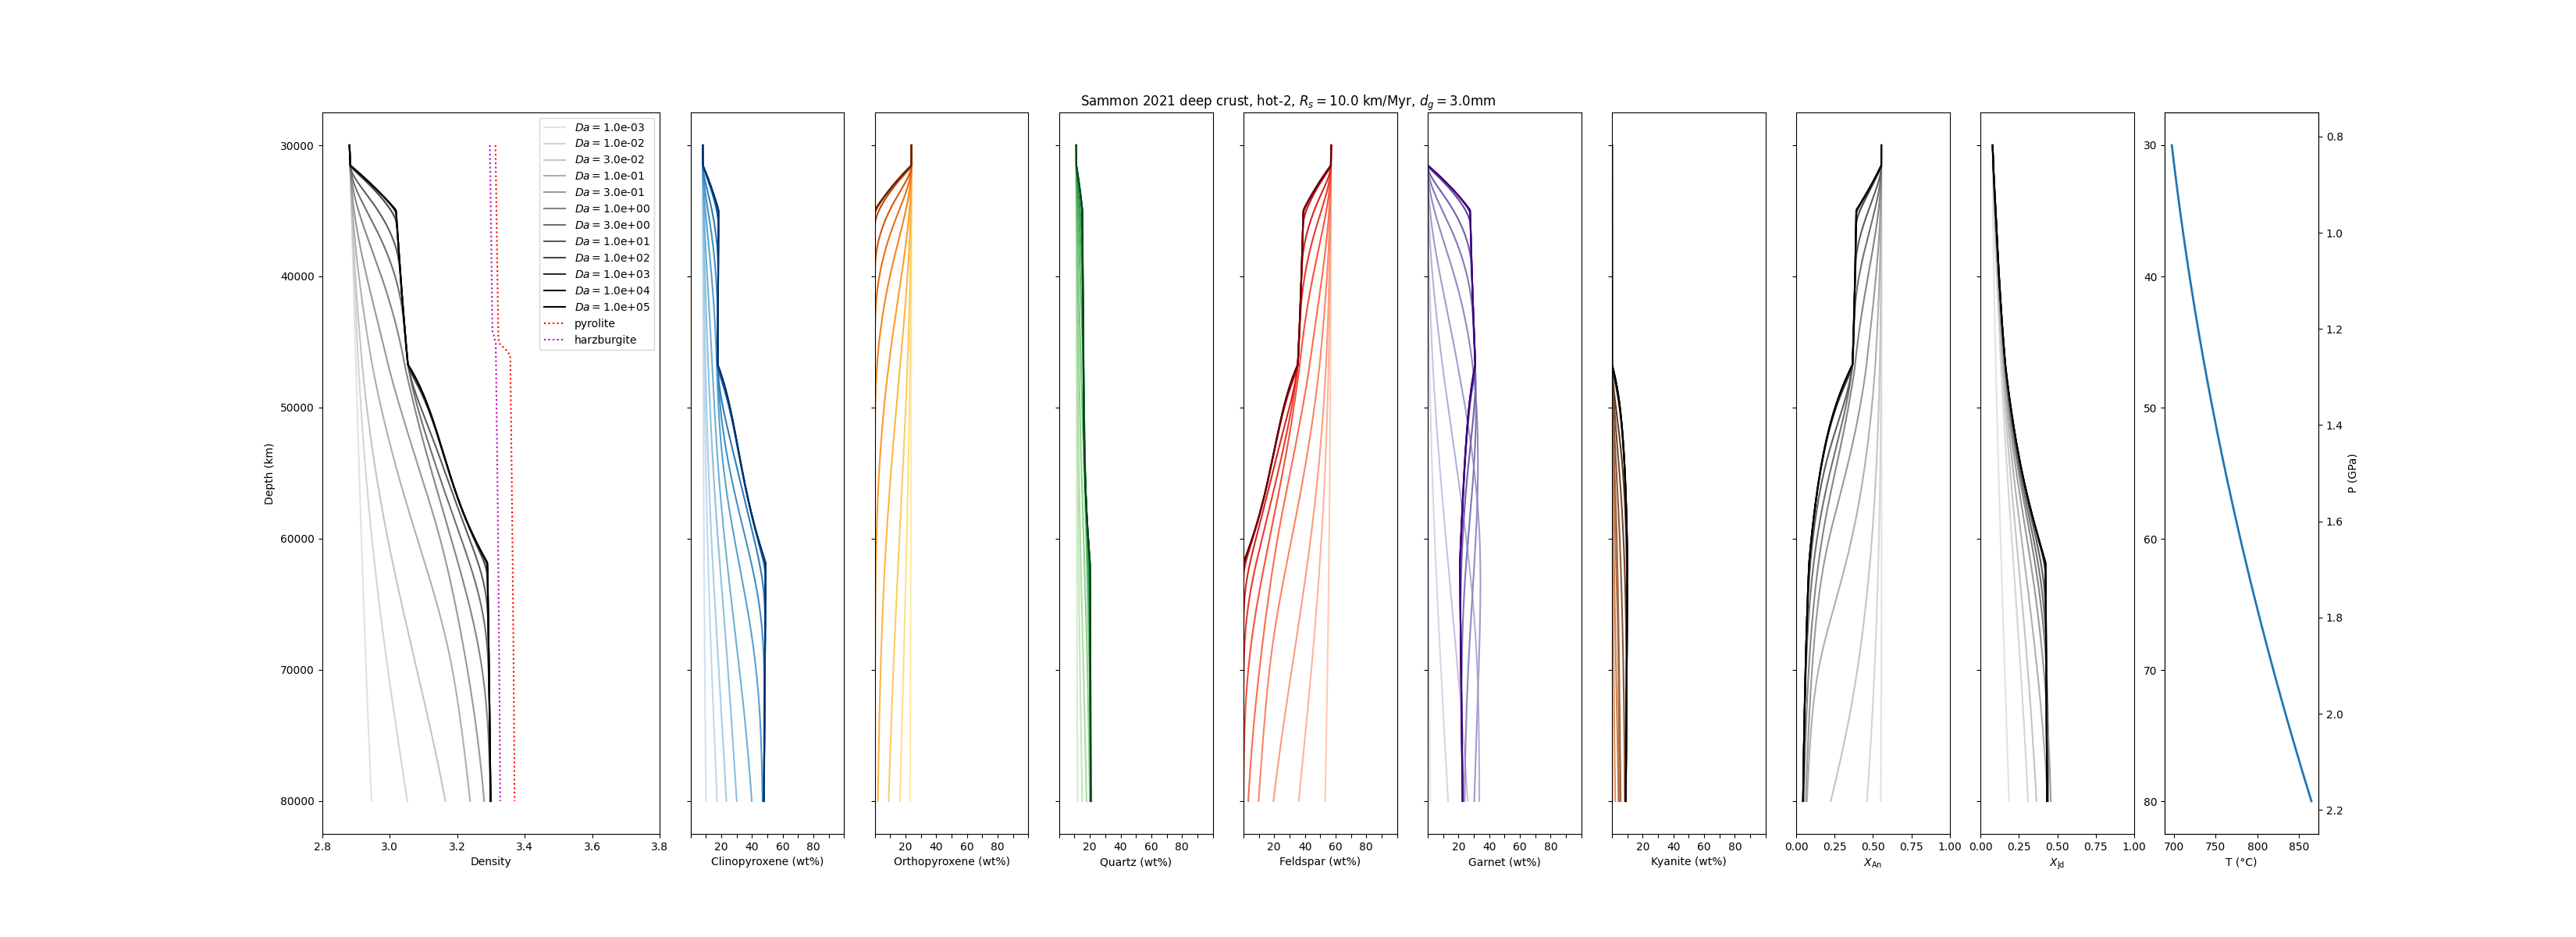 Sammon 2021 deep crust, hot-2, Rₛ = 10.0 km/Myr, d_g = 3.0mm
Da = 1.0e-03
Da = 1.0e-02
Da = 3.0e-02
Da = 1.0e-01
Da = 3.0e-01
Da = 1.0e+00
Da = 3.0e+00
Da = 1.0e+01
Da = 1.0e+02
Da = 1.0e+03
Da = 1.0e+04
Da = 1.0e+05
pyrolite
harzburgite
Depth (km)
30000
40000
50000
60000
70000
80000
2.8 3.0 3.2 3.4 3.6 3.8
Density
20 40 60 80
Clinopyroxene (wt%)
20 40 60 80
Orthopyroxene (wt%)
20 40 60 80
Quartz (wt%)
20 40 60 80
Feldspar (wt%)
20 40 60 80
Garnet (wt%)
20 40 60 80
Kyanite (wt%)
0.00 0.25 0.50 0.75 1.00
X_An
0.00 0.25 0.50 0.75 1.00
X_Jd
30
40
50
60
70
80
700 750 800 850
T (°C)
0.8
1.0
1.2
1.4
1.6
1.8
2.0
2.2
P (GPa)